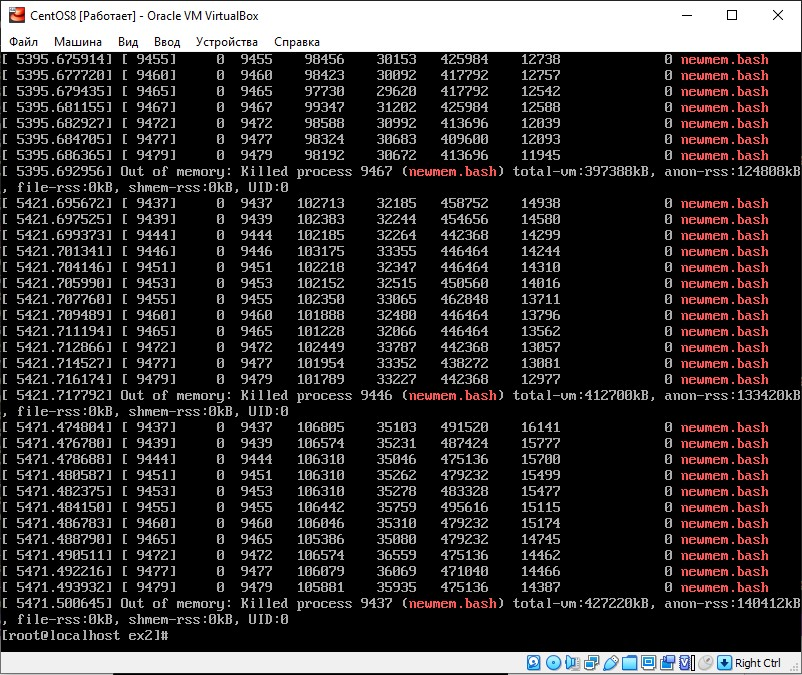 CentOS8 [Работает] - Oracle VM VirtualBox
Файл Машина Вид Ввод Устройства Справка
[ 5395.675914] [ 9455] 0 9455 98456 30153 425984 12738 0 newmem.bash
[ 5395.677720] [ 9460] 0 9460 98423 30092 417792 12757 0 newmem.bash
[ 5395.679435] [ 9465] 0 9465 97730 29620 417792 12542 0 newmem.bash
[ 5395.681155] [ 9467] 0 9467 99347 31202 425984 12588 0 newmem.bash
[ 5395.682927] [ 9472] 0 9472 98588 30992 413696 12039 0 newmem.bash
[ 5395.684705] [ 9477] 0 9477 98324 30683 409600 12093 0 newmem.bash
[ 5395.686365] [ 9479] 0 9479 98192 30672 413696 11945 0 newmem.bash
[ 5395.692956] Out of memory: Killed process 9467 (newmem.bash) total-vm:397388kB, anon-rss:124808kB
, file-rss:0kB, shmem-rss:0kB, UID:0
[ 5421.695672] [ 9437] 0 9437 102713 32185 458752 14938 0 newmem.bash
[ 5421.697525] [ 9439] 0 9439 102383 32244 454656 14580 0 newmem.bash
[ 5421.699373] [ 9444] 0 9444 102185 32264 442368 14299 0 newmem.bash
[ 5421.701341] [ 9446] 0 9446 103175 33355 446464 14244 0 newmem.bash
[ 5421.704146] [ 9451] 0 9451 102218 32347 446464 14310 0 newmem.bash
[ 5421.705990] [ 9453] 0 9453 102152 32515 450560 14016 0 newmem.bash
[ 5421.707760] [ 9455] 0 9455 102350 33065 462848 13711 0 newmem.bash
[ 5421.709489] [ 9460] 0 9460 101888 32480 446464 13796 0 newmem.bash
[ 5421.711194] [ 9465] 0 9465 101228 32066 446464 13562 0 newmem.bash
[ 5421.712866] [ 9472] 0 9472 102449 33787 442368 13057 0 newmem.bash
[ 5421.714527] [ 9477] 0 9477 101954 33352 438272 13081 0 newmem.bash
[ 5421.716174] [ 9479] 0 9479 101789 33227 442368 12977 0 newmem.bash
[ 5421.717792] Out of memory: Killed process 9446 (newmem.bash) total-vm:412700kB, anon-rss:133420kB
, file-rss:0kB, shmem-rss:0kB, UID:0
[ 5471.474804] [ 9437] 0 9437 106805 35103 491520 16141 0 newmem.bash
[ 5471.476780] [ 9439] 0 9439 106574 35231 487424 15777 0 newmem.bash
[ 5471.478688] [ 9444] 0 9444 106310 35046 475136 15700 0 newmem.bash
[ 5471.480587] [ 9451] 0 9451 106310 35262 479232 15499 0 newmem.bash
[ 5471.482375] [ 9453] 0 9453 106310 35278 483328 15477 0 newmem.bash
[ 5471.484150] [ 9455] 0 9455 106442 35759 495616 15115 0 newmem.bash
[ 5471.486783] [ 9460] 0 9460 106046 35310 479232 15174 0 newmem.bash
[ 5471.488790] [ 9465] 0 9465 105386 35080 479232 14745 0 newmem.bash
[ 5471.490511] [ 9472] 0 9472 106574 36559 475136 14462 0 newmem.bash
[ 5471.492216] [ 9477] 0 9477 106079 36069 471040 14466 0 newmem.bash
[ 5471.493932] [ 9479] 0 9479 105881 35935 475136 14387 0 newmem.bash
[ 5471.500645] Out of memory: Killed process 9437 (newmem.bash) total-vm:427220kB, anon-rss:140412kB
, file-rss:0kB, shmem-rss:0kB, UID:0
[root@localhost ex2]#
Right Ctrl